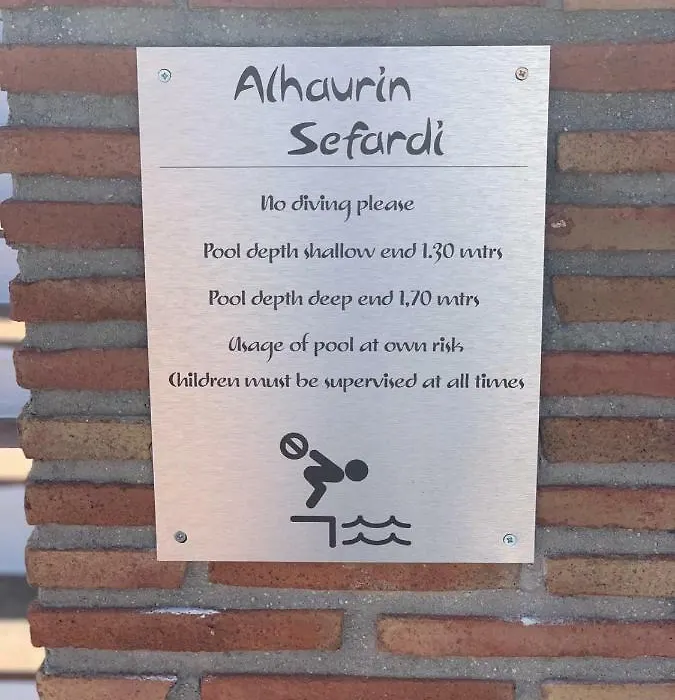 Alhaurín
Sefardi
No diving please
Pool depth shallow end 1.30 mtrs
Pool depth deep end 1,70 mtrs
Usage of pool at own risk
Children must be supervised at all times